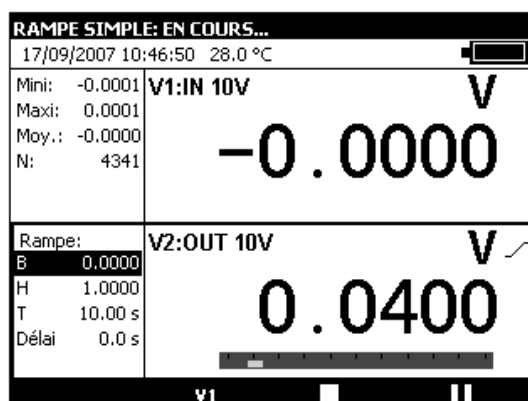 RAMPE SIMPLE: EN COURS...
17/09/2007 10:46:50 28.0 °C
Mini: -0.0001
Maxi: 0.0001
Moy.: -0.0000
N: 4341
V1:IN 10V
V
-0.0000
Rampe:
B 0.0000
H 1.0000
T 10.00 s
Délai 0.0 s
V2:OUT 10V
V
0.0400
V1